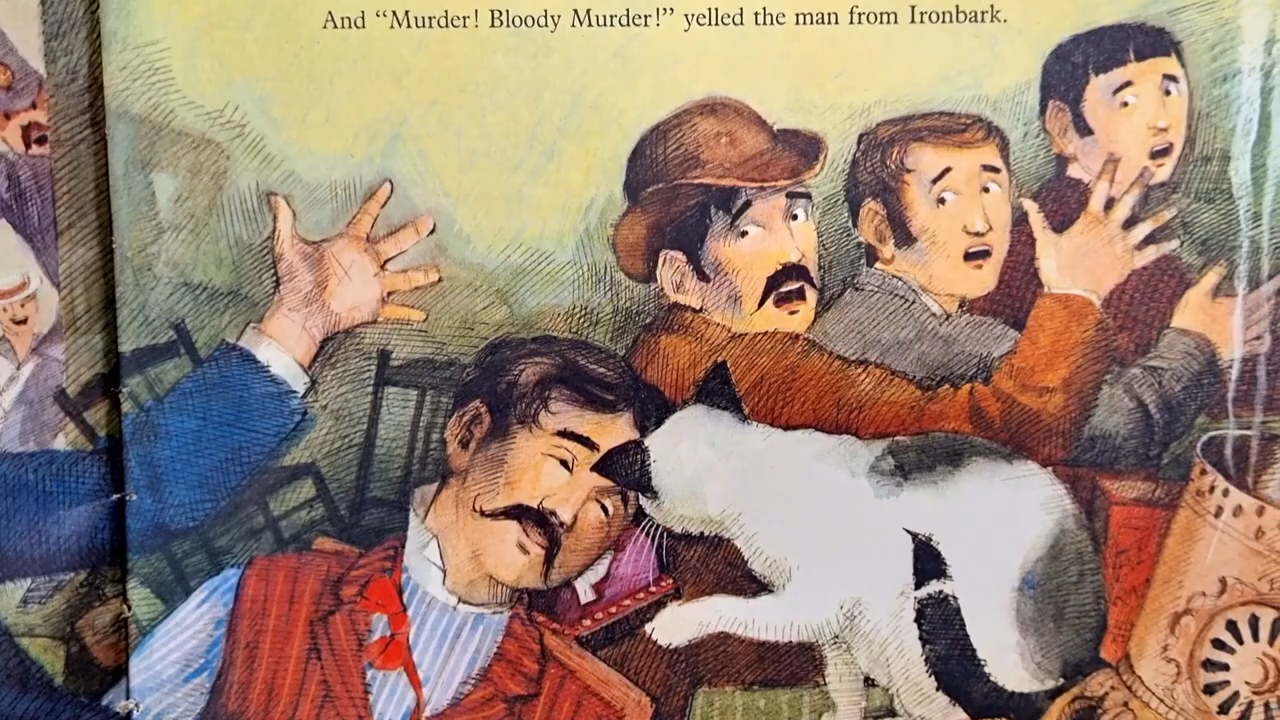 And “Murder! Bloody Murder!” yelled the man from Ironbark.